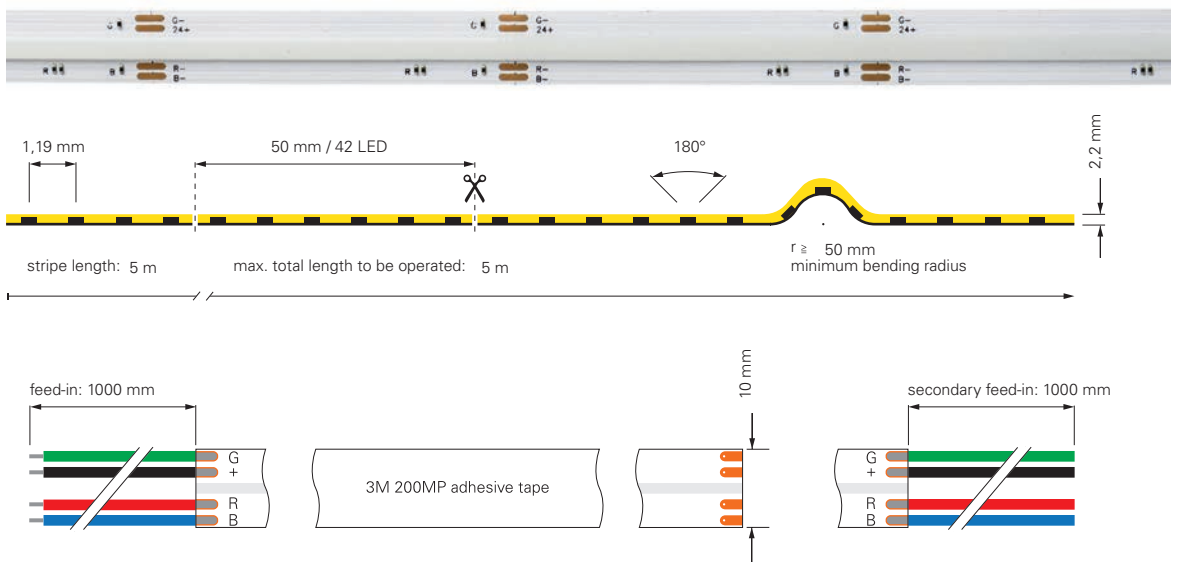 G G- G G- G G-
24+ 24+ 24+
R B R- R B R- R B R- R
B- B- B-
1,19 mm 50 mm / 42 LED 180°
2,2 mm
r ≧ 50 mm
stripe length: 5 m max. total length to be operated: 5 m minimum bending radius
feed-in: 1000 mm 10 mm secondary feed-in: 1000 mm
G G
+ +
3M 200MP adhesive tape
R R
B B